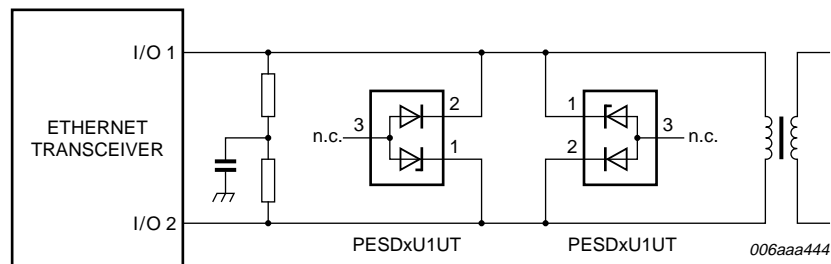 I/O 1
ETHERNET
TRANSCEIVER
I/O 2
n.c.
3
2
1
PESDxU1UT
1
2
3
n.c.
PESDxU1UT
006aaa444